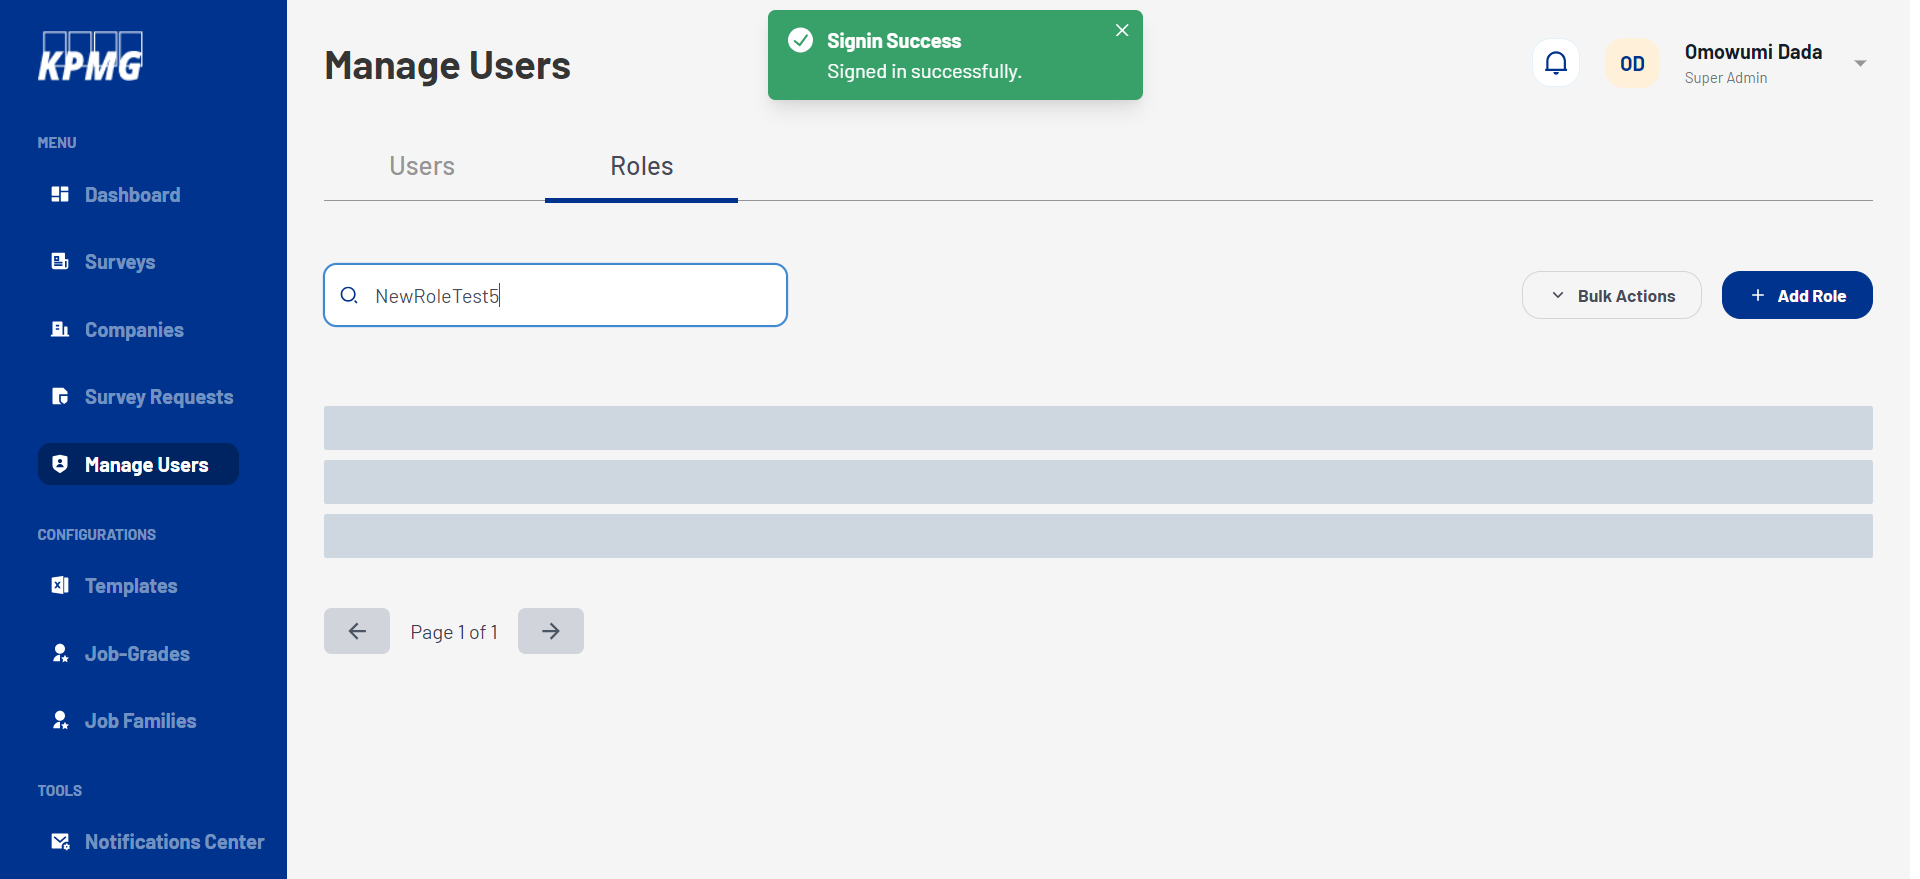 KPMG
MENU
Dashboard
Surveys
Companies
Survey Requests
Manage Users
CONFIGURATIONS
Templates
Job-Grades
Job Families
TOOLS
Notifications Center
Manage Users
Signin Success
Signed in successfully.
OD
Omowumi Dada
Super Admin
Users
Roles
NewRoleTest5
Bulk Actions
+ Add Role
Page 1 of 1